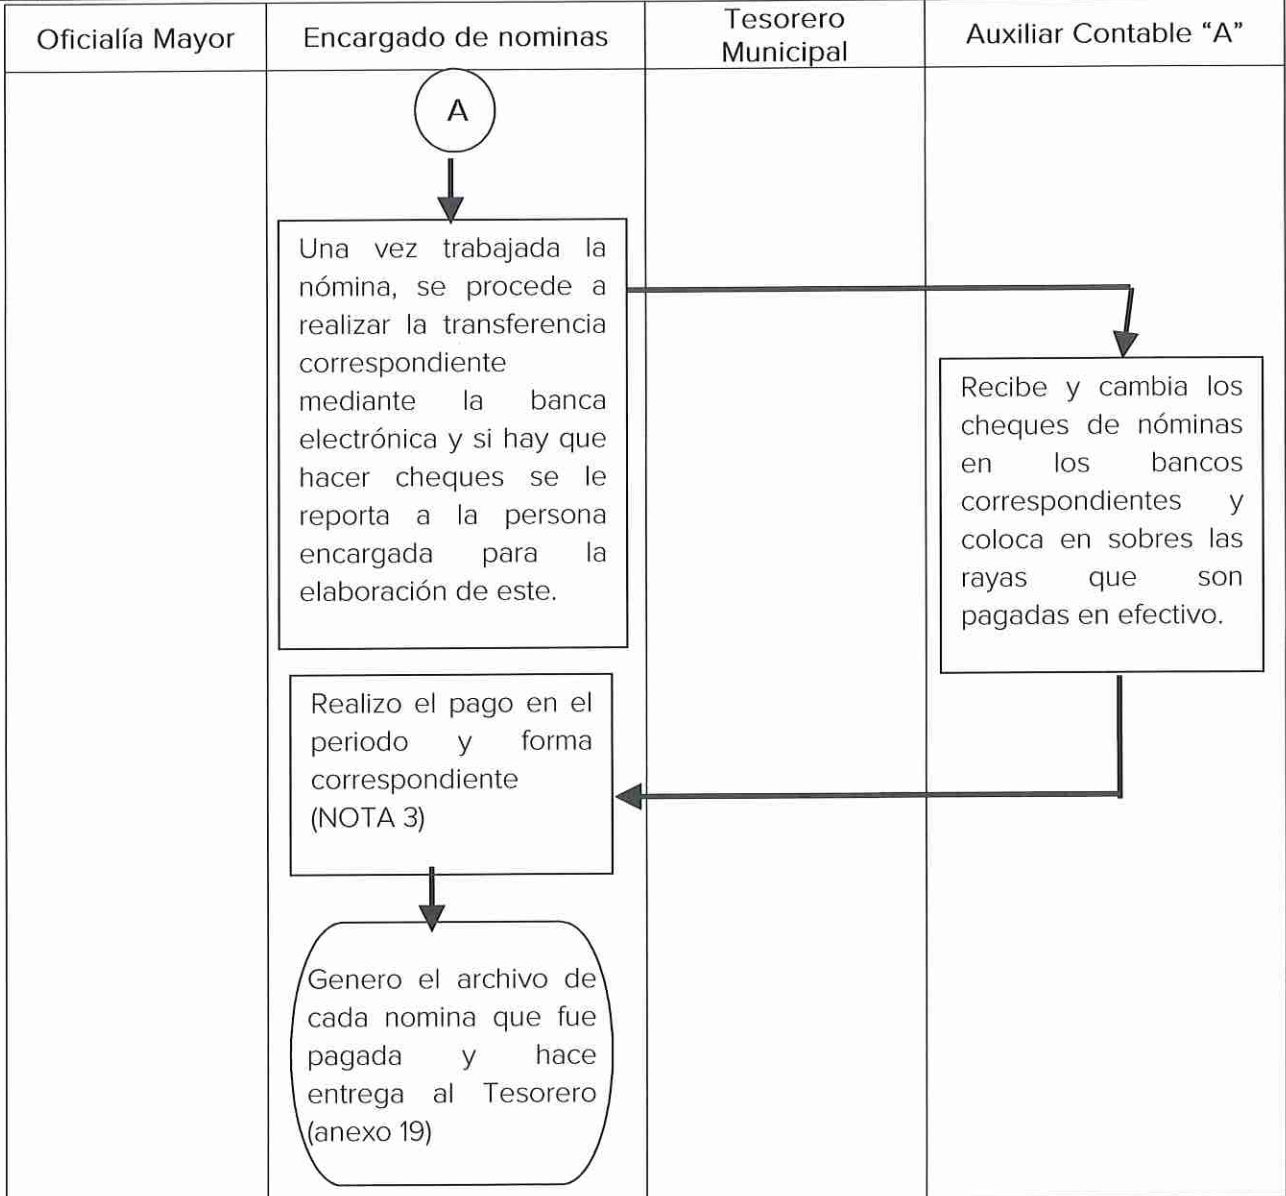 Oficialía Mayor
Encargado de nominas
Tesorero
Municipal
Auxiliar Contable “A”
A
Una vez trabajada la
nómina, se procede a
realizar la transferencia
correspondiente
mediante la banca
electrónica y si hay que
hacer cheques se le
reporta a la persona
encargada para la
elaboración de este.
Recibe y cambia los
cheques de nóminas
en los bancos
correspondientes y
coloca en sobres las
rayas que son
pagadas en efectivo.
Realizo el pago en el
periodo y forma
correspondiente
(NOTA 3)
Genero el archivo de
cada nomina que fue
pagada y hace
entrega al Tesorero
(anexo 19)